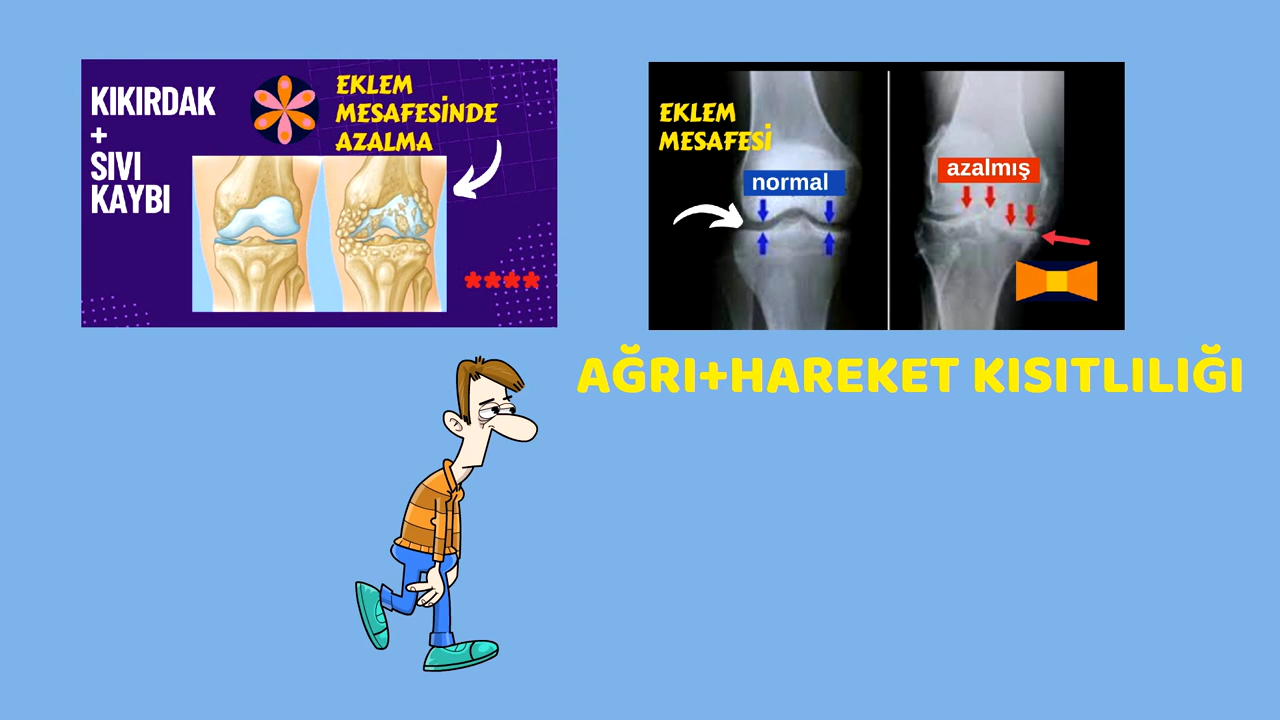 KIKIRDAK
+
SIVI
KAYBI
EKLEM
MESAFESİNDE
AZALMA
****
EKLEM
MESAFESİ
normal
azalmış
AĞRI+HAREKET KISITLILIĞI